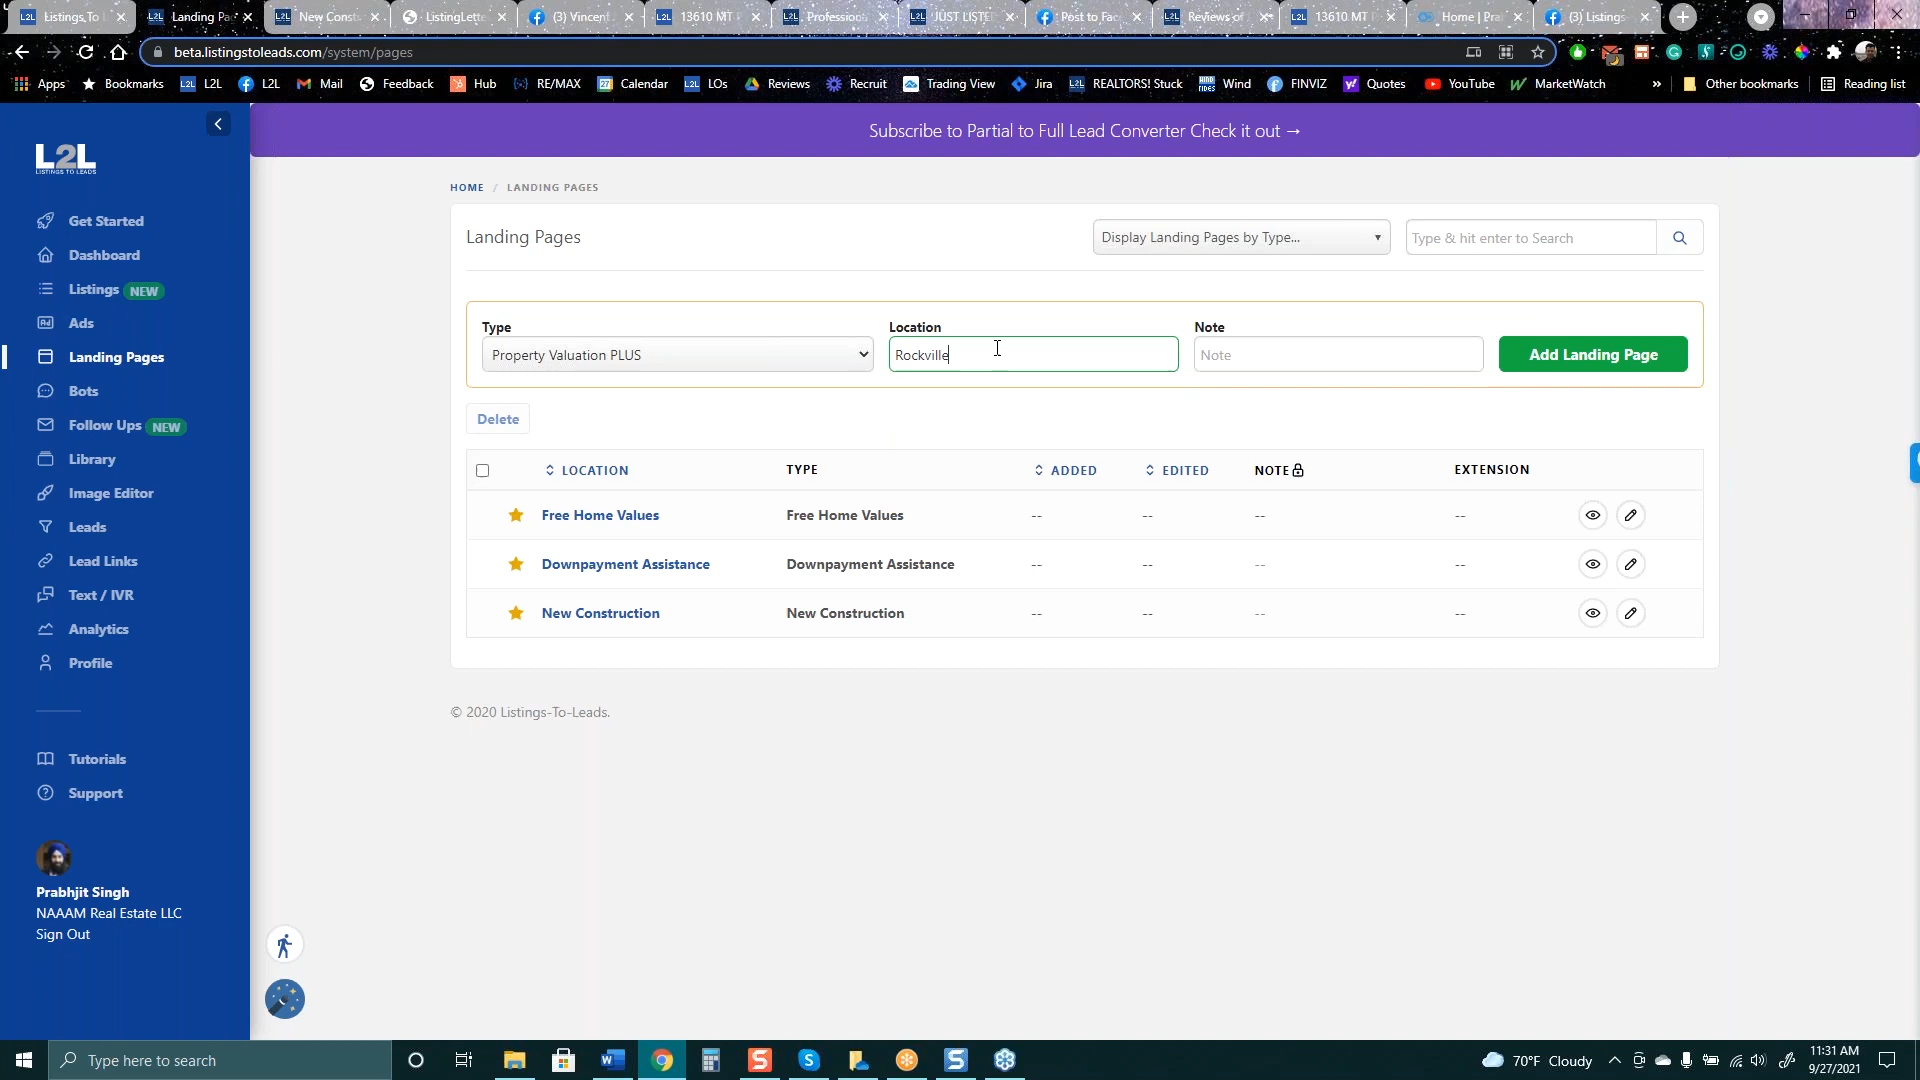 Listings To
Landing Pa
New Const
ListingLette
(3) Vincent
13610 MT
Professiona
JUST LISTE
Post to Fac
Reviews of
13610 MT P
Home | Pra
(3) Listings
beta.listingstoleads.com/system/pages
Apps
Bookmarks
L2L
L2L
Mail
Feedback
Hub
RE/MAX
Calendar
LOs
Reviews
Recruit
Trading View
Jira
REALTORS! Stuck
Wind
FINVIZ
Quotes
YouTube
MarketWatch
»
Other bookmarks
Reading list
Subscribe to Partial to Full Lead Converter Check it out →
L2L
LISTINGS TO LEADS
Get Started
Dashboard
Listings NEW
Ads
Landing Pages
Bots
Follow Ups NEW
Library
Image Editor
Leads
Lead Links
Text / IVR
Analytics
Profile
Tutorials
Support
Prabhjit Singh
NAAAM Real Estate LLC
Sign Out
HOME / LANDING PAGES
Landing Pages
Display Landing Pages by Type...
Type & hit enter to Search
Type
Location
Note
Property Valuation PLUS
Rockville
Note
Add Landing Page
Delete
LOCATION TYPE ADDED EDITED NOTE EXTENSION
Free Home Values Free Home Values -- -- -- --
Downpayment Assistance Downpayment Assistance -- -- -- --
New Construction New Construction -- -- -- --
© 2020 Listings-To-Leads.
Type here to search
70°F Cloudy
11:31 AM
9/27/2021